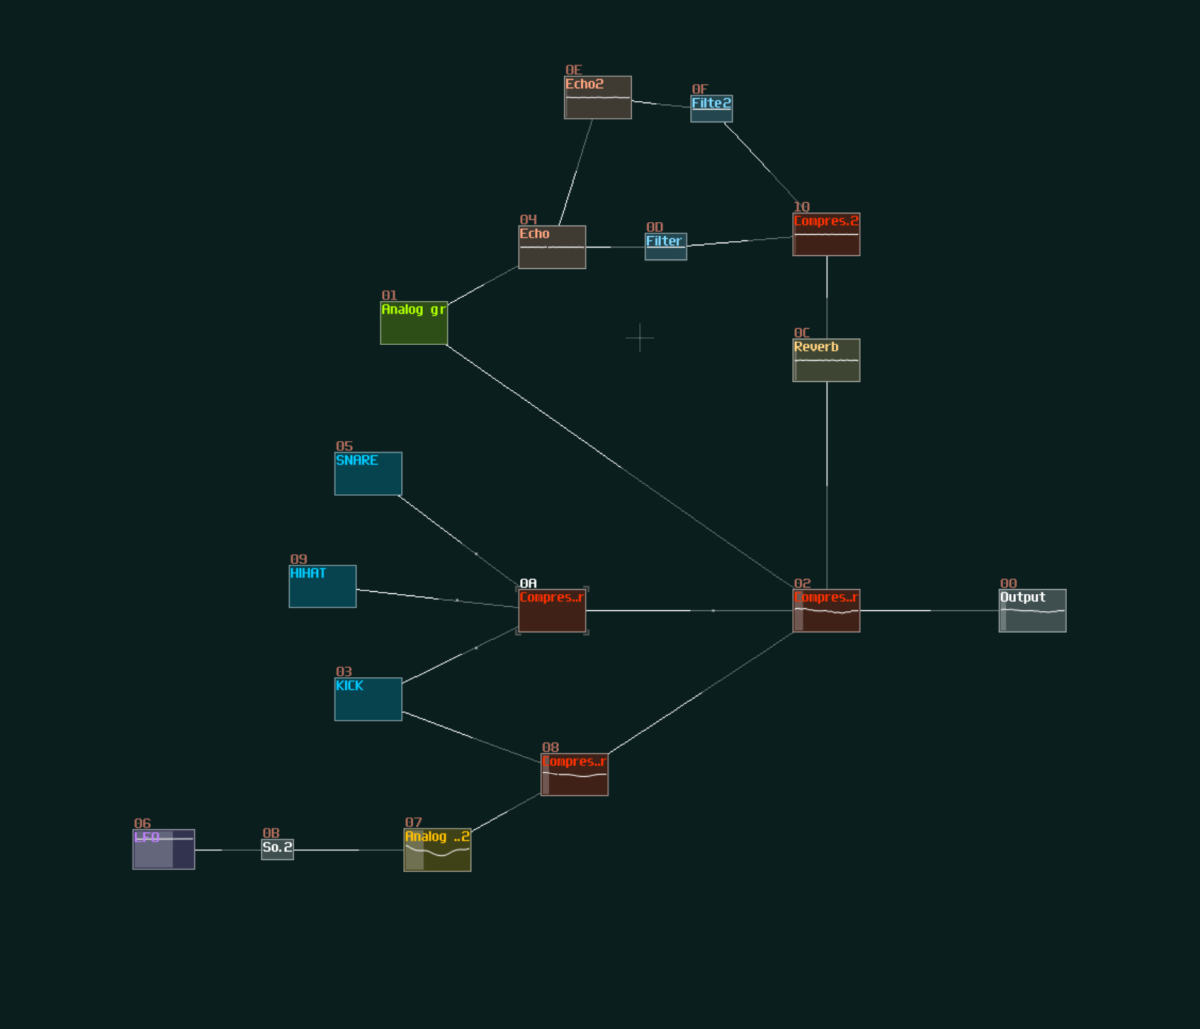 0E
Echo2
0F
Filte2
10
Compres.2
04
Echo
0D
Filter
01
Analog gr
0C
Reverb
05
SNARE
09
HIHAT
0A
Compres..r
02
Compres..r
00
Output
03
KICK
08
Compres..r
06
LFO
0B
So.2
07
Analog ..2